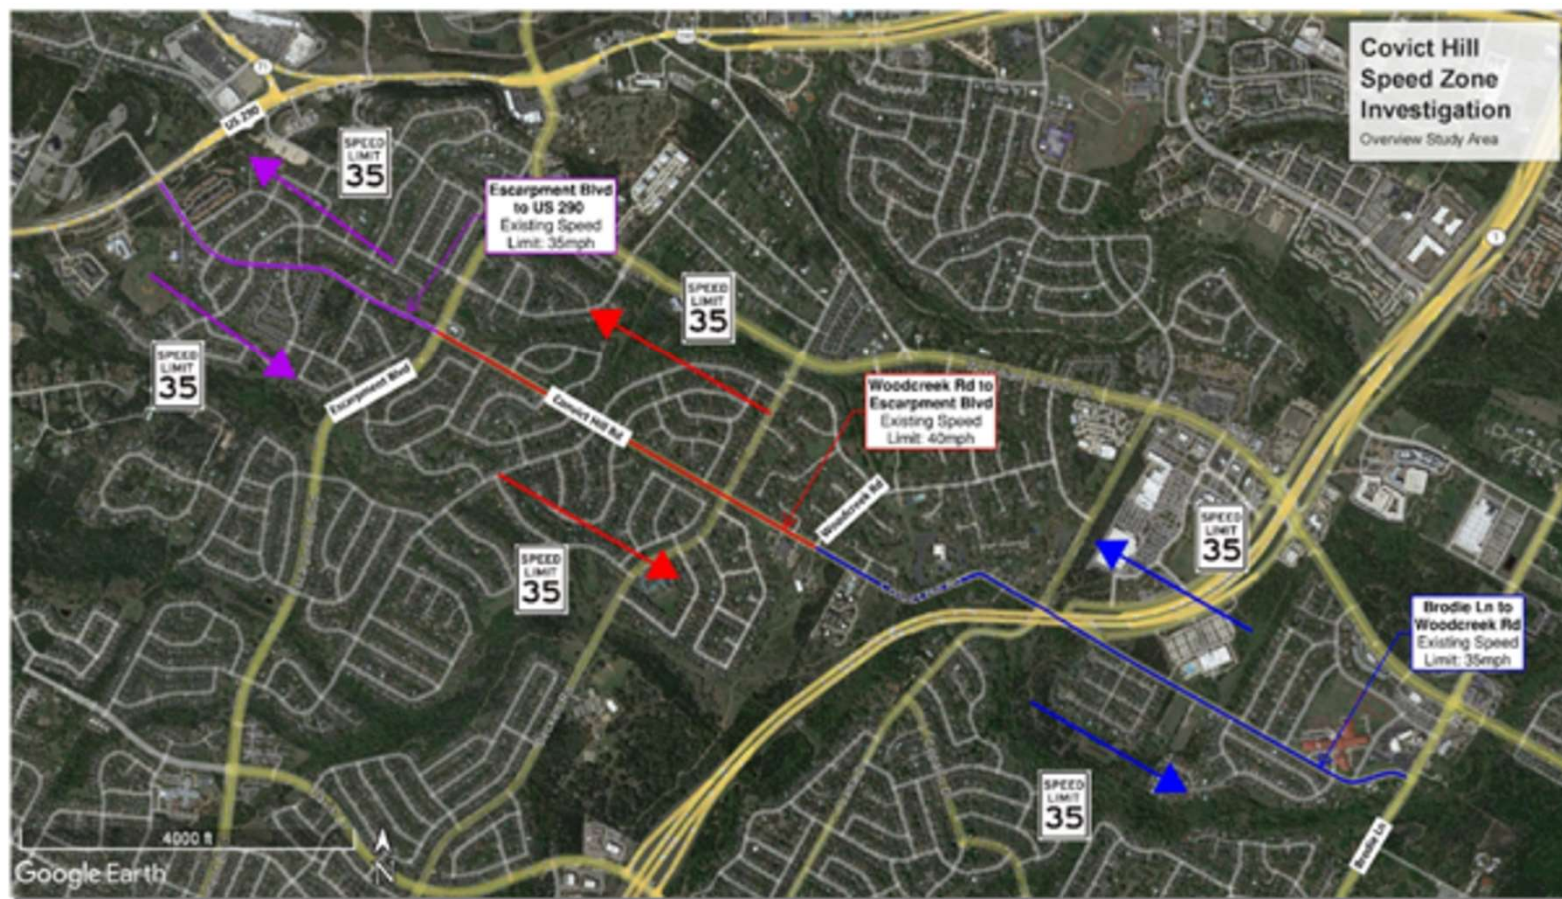 Covict Hill
Speed Zone
Investigation
Overview Study Area
71
US 290
SPEED
LIMIT
35
Escarpment Blvd
to US 290
Existing Speed
Limit: 35mph
1
SPEED
LIMIT
35
SPEED
LIMIT
35
Escarpment Blvd
Convict Hill Rd
Woodcreek Rd to
Escarpment Blvd
Existing Speed
Limit: 40mph
Woodcreek Rd
SPEED
LIMIT
35
SPEED
LIMIT
35
Brodie Ln to
Woodcreek Rd
Existing Speed
Limit: 35mph
SPEED
LIMIT
35
Brodie Ln
4000 ft
N
Google Earth